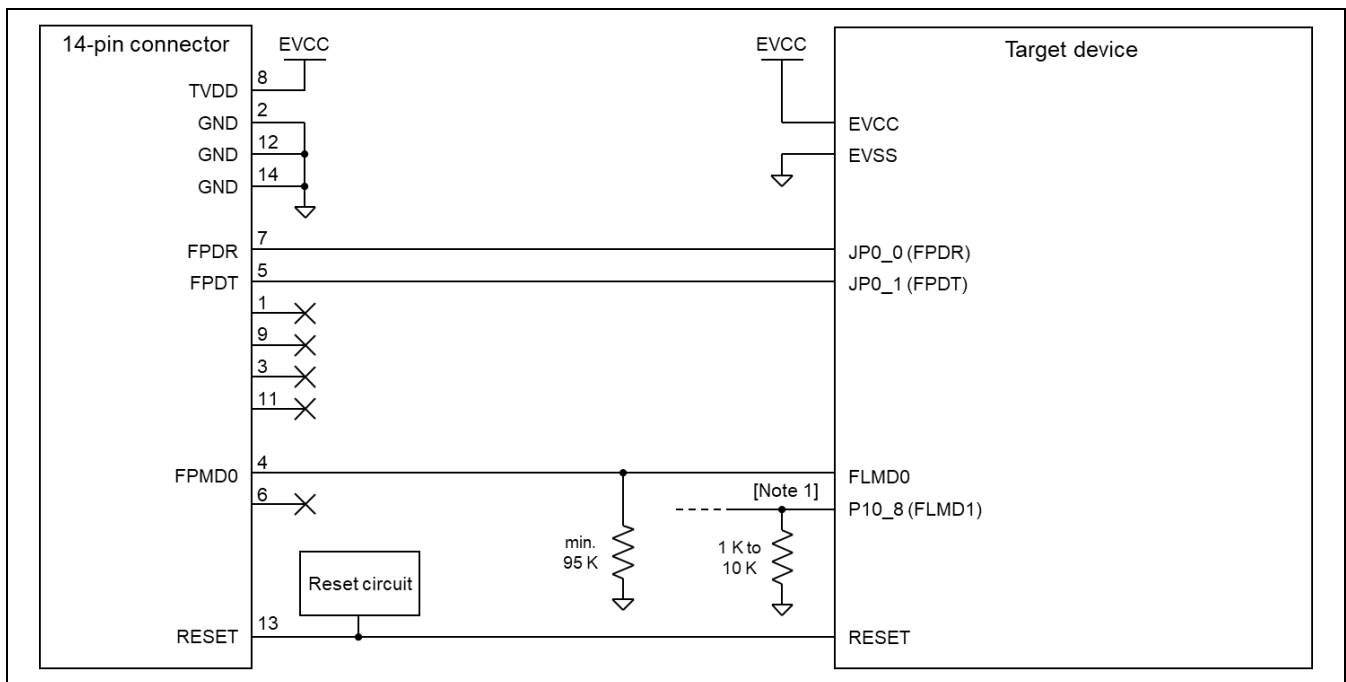 14-pin connector
EVCC
EVCC
Target device
TVDD 8
GND 2
EVCC
GND 12
EVSS
GND 14
FPDR 7
JP0_0 (FPDR)
FPDT 5
JP0_1 (FPDT)
1
9
3
11
FPMD0 4
FLMD0
6
[Note 1]
P10_8 (FLMD1)
min.
95 K
1 K to
10 K
Reset circuit
RESET 13
RESET